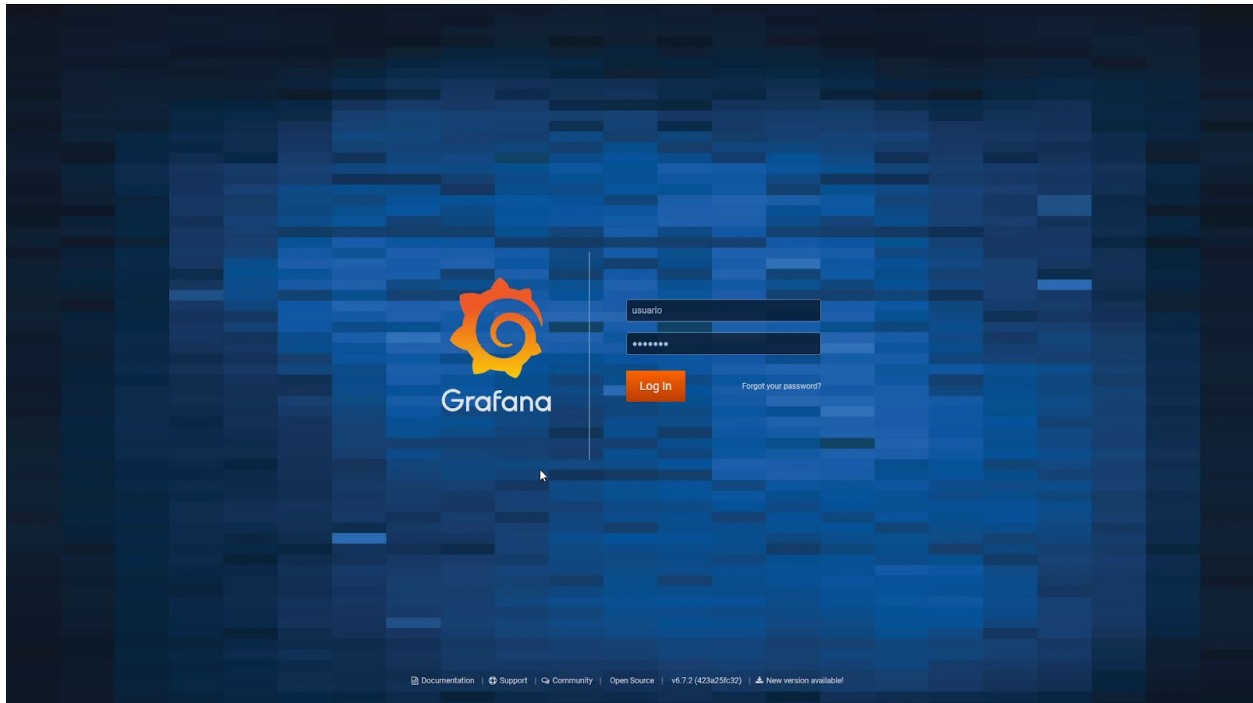 usuario
•••••••
Log In
Forgot your password?
Grafana
Documentation | Support | Community | Open Source | v6.7.2 (423a25fc32) | New version available!